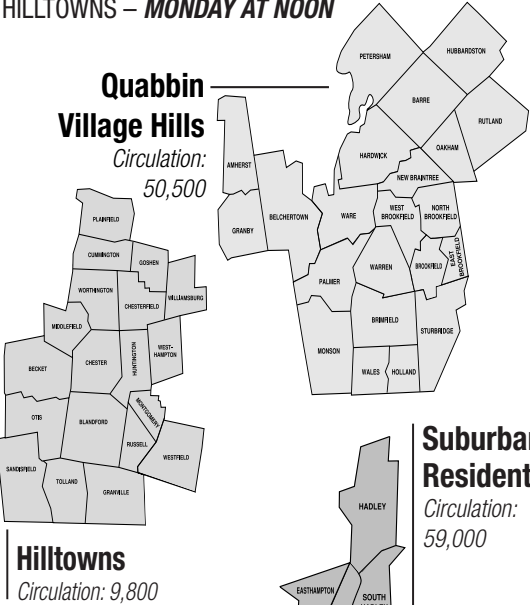 HILLTOWNS – MONDAY AT NOON
Quabbin
Village Hills
Circulation:
50,500
PETERSHAM
HUBBARDSTON
BARRE
RUTLAND
OAKHAM
HARDWICK
NEW BRAINTREE
AMHERST
BELCHERTOWN
GRANBY
WARE
WEST
BROOKFIELD
NORTH
BROOKFIELD
PALMER
WARREN
BROOKFIELD
EAST
BROOKFIELD
BRIMFIELD
STURBRIDGE
MONSON
WALES
HOLLAND
PLAINFIELD
CUMMINGTON
GOSHEN
WORTHINGTON
CHESTERFIELD
WILLIAMSBURG
MIDDLEFIELD
BECKET
CHESTER
HUNTINGTON
WEST-
HAMPTON
OTIS
BLANDFORD
MONTGOMERY
RUSSELL
WESTFIELD
SANDISFIELD
TOLLAND
GRANVILLE
Hilltowns
Circulation: 9,800
Suburban
Resident
Circulation:
59,000
HADLEY
EASTHAMPTON
SOUTH